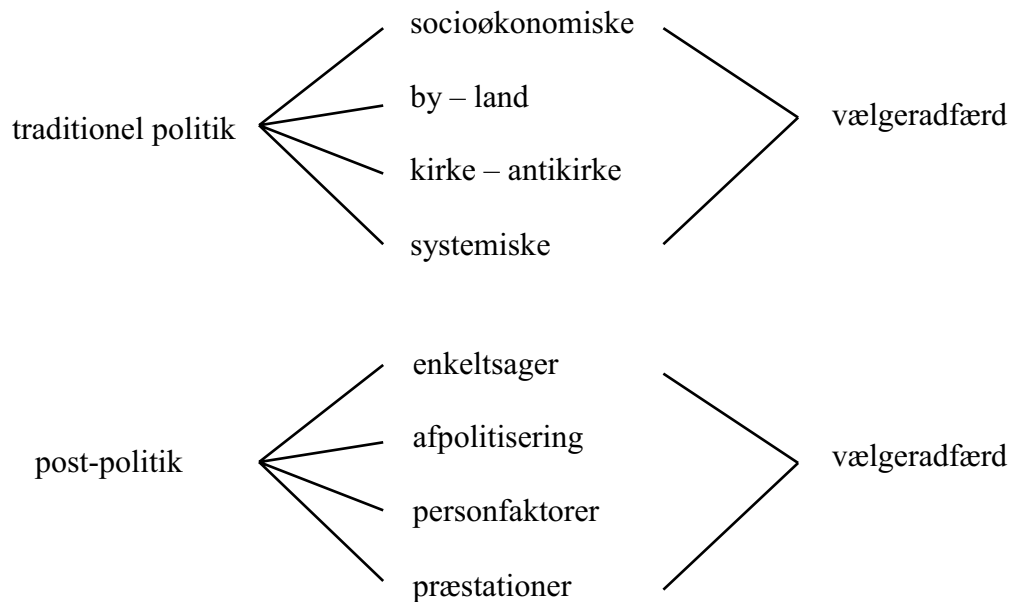 socioøkonomiske
by – land
vælgeradfærd
traditionel politik
kirke – antikirke
systemiske
enkeltsager
afpolitisering
vælgeradfærd
post-politik
personfaktorer
præstationer